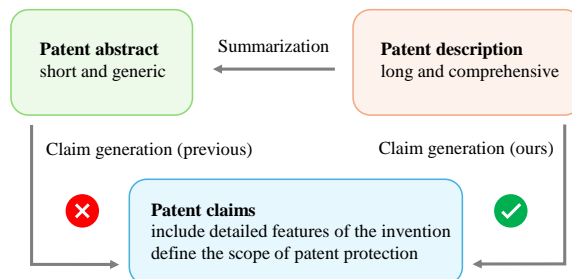 Patent abstract
short and generic
Summarization
Patent description
long and comprehensive
Claim generation (previous)
Claim generation (ours)
Patent claims
include detailed features of the invention
define the scope of patent protection